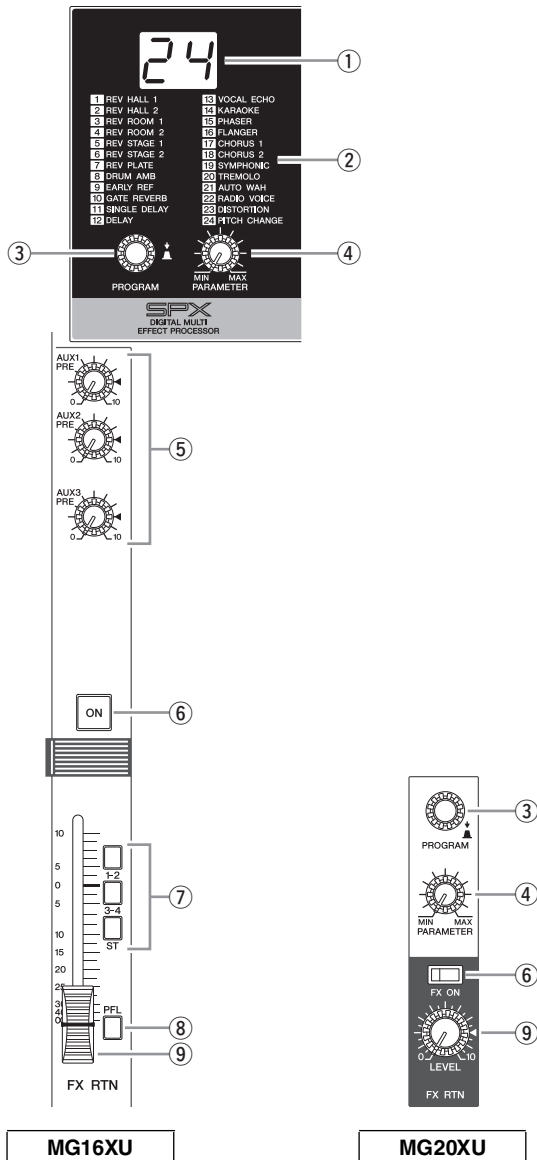 24
①
1 REV HALL 1
2 REV HALL 2
3 REV ROOM 1
4 REV ROOM 2
5 REV STAGE 1
6 REV STAGE 2
7 REV PLATE
8 DRUM AMB
9 EARLY REF
10 GATE REVERB
11 SINGLE DELAY
12 DELAY
13 VOCAL ECHO
14 KARAOKE
15 PHASER
16 FLANGER
17 CHORUS 1
18 CHORUS 2
19 SYMPHONIC
20 TREMOLO
21 AUTO WAH
22 RADIO VOICE
23 DISTORTION
24 PITCH CHANGE
②
③
④
MIN MAX
PROGRAM PARAMETER
SPX
DIGITAL MULTI
EFFECT PROCESSOR
AUX1
PRE
0 10
AUX2
PRE
0 10
⑤
AUX3
PRE
0 10
ON
⑥
10
5
0
5
10
15
20
25
30
40
00
1-2
3-4
ST
⑦
PFL
⑧
⑨
FX RTN
MG16XU
③
PROGRAM
④
MIN MAX
PARAMETER
⑥
FX ON
⑨
0 10
LEVEL
FX RTN
MG20XU